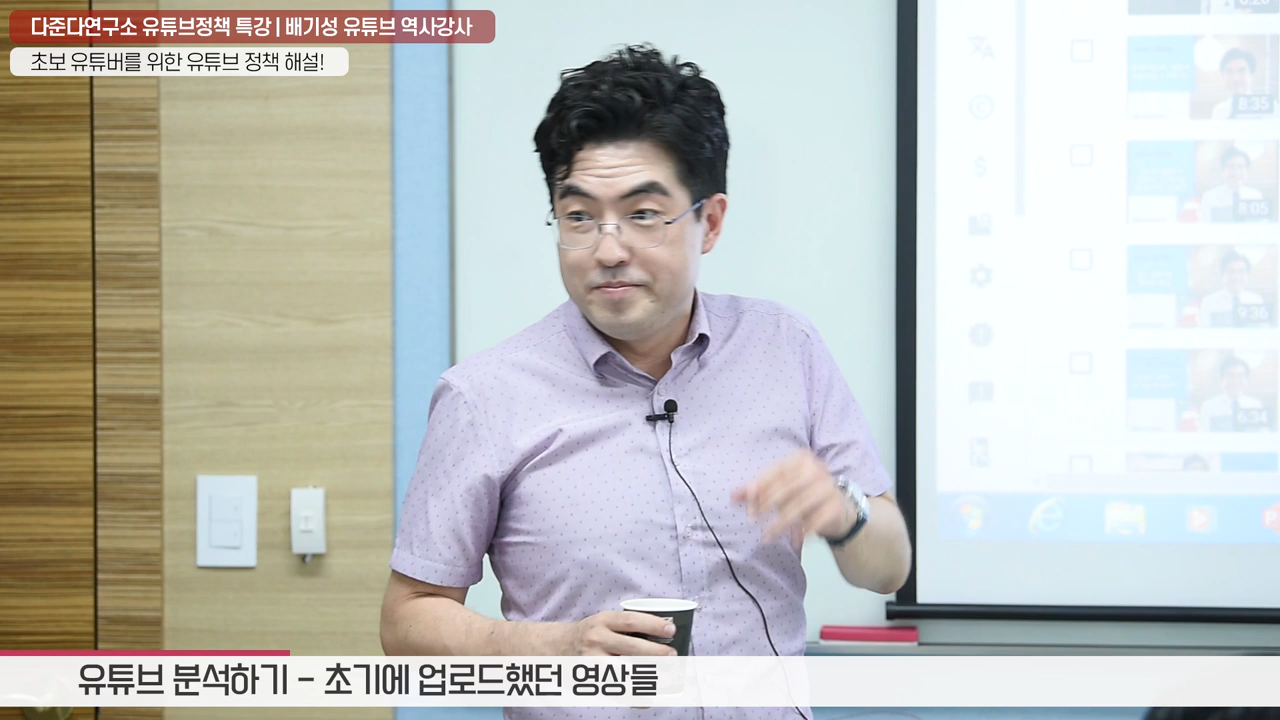 다준다연구소 유튜브정책 특강 | 배기성 유튜브 역사강사
초보 유튜버를 위한 유튜브 정책 해설!
8:35
8:05
9:36
6:34
유튜브 분석하기 - 초기에 업로드했던 영상들